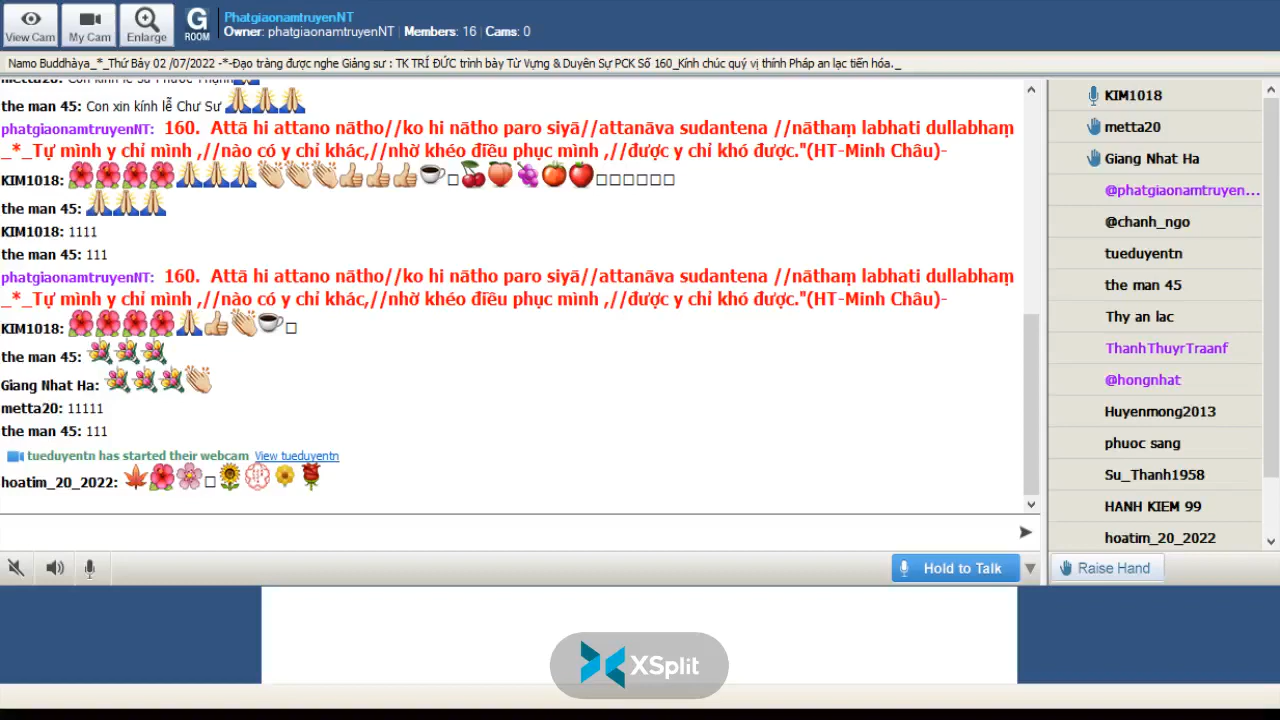 PhatgiaonamtruyenNT
Owner: phatgiaonamtruyenNT | Members: 16 | Cams: 0
View Cam
My Cam
Enlarge
G ROOM
Namo Buddhàya_*_Thứ Bảy 02 /07/2022 -*-Đạo tràng được nghe Giảng sư : TK TRÍ ĐỨC trình bày Từ Vựng & Duyên Sự PCK Số 160_Kính chúc quý vị thính Pháp an lạc tiến hóa._
the man 45: Con xin kính lễ Chư Sư
phatgiaonamtruyenNT: 160. Attā hi attano nātho//ko hi nātho paro siyā//attanāva sudantena //nāthaṃ labhati dullabhaṃ
_*_Tự mình y chỉ mình ,//nào có y chỉ khác,//nhờ khéo điều phục mình ,//được y chỉ khó được."(HT-Minh Châu)-
KIM1018:
the man 45:
KIM1018: 1111
the man 45: 111
phatgiaonamtruyenNT: 160. Attā hi attano nātho//ko hi nātho paro siyā//attanāva sudantena //nāthaṃ labhati dullabhaṃ
_*_Tự mình y chỉ mình ,//nào có y chỉ khác,//nhờ khéo điều phục mình ,//được y chỉ khó được."(HT-Minh Châu)-
KIM1018:
the man 45:
Giang Nhat Ha:
metta20: 11111
the man 45: 111
tueduyentn has started their webcam View tueduyentn
hoatim_20_2022:
Hold to Talk
KIM1018
metta20
Giang Nhat Ha
@phatgiaonamtruyen...
@chanh_ngo
tueduyentn
the man 45
Thy an lac
ThanhThuyrTraanf
@hongnhat
Huyenmong2013
phuoc sang
Su_Thanh1958
HANH KIEM 99
hoatim_20_2022
Raise Hand
XSplit